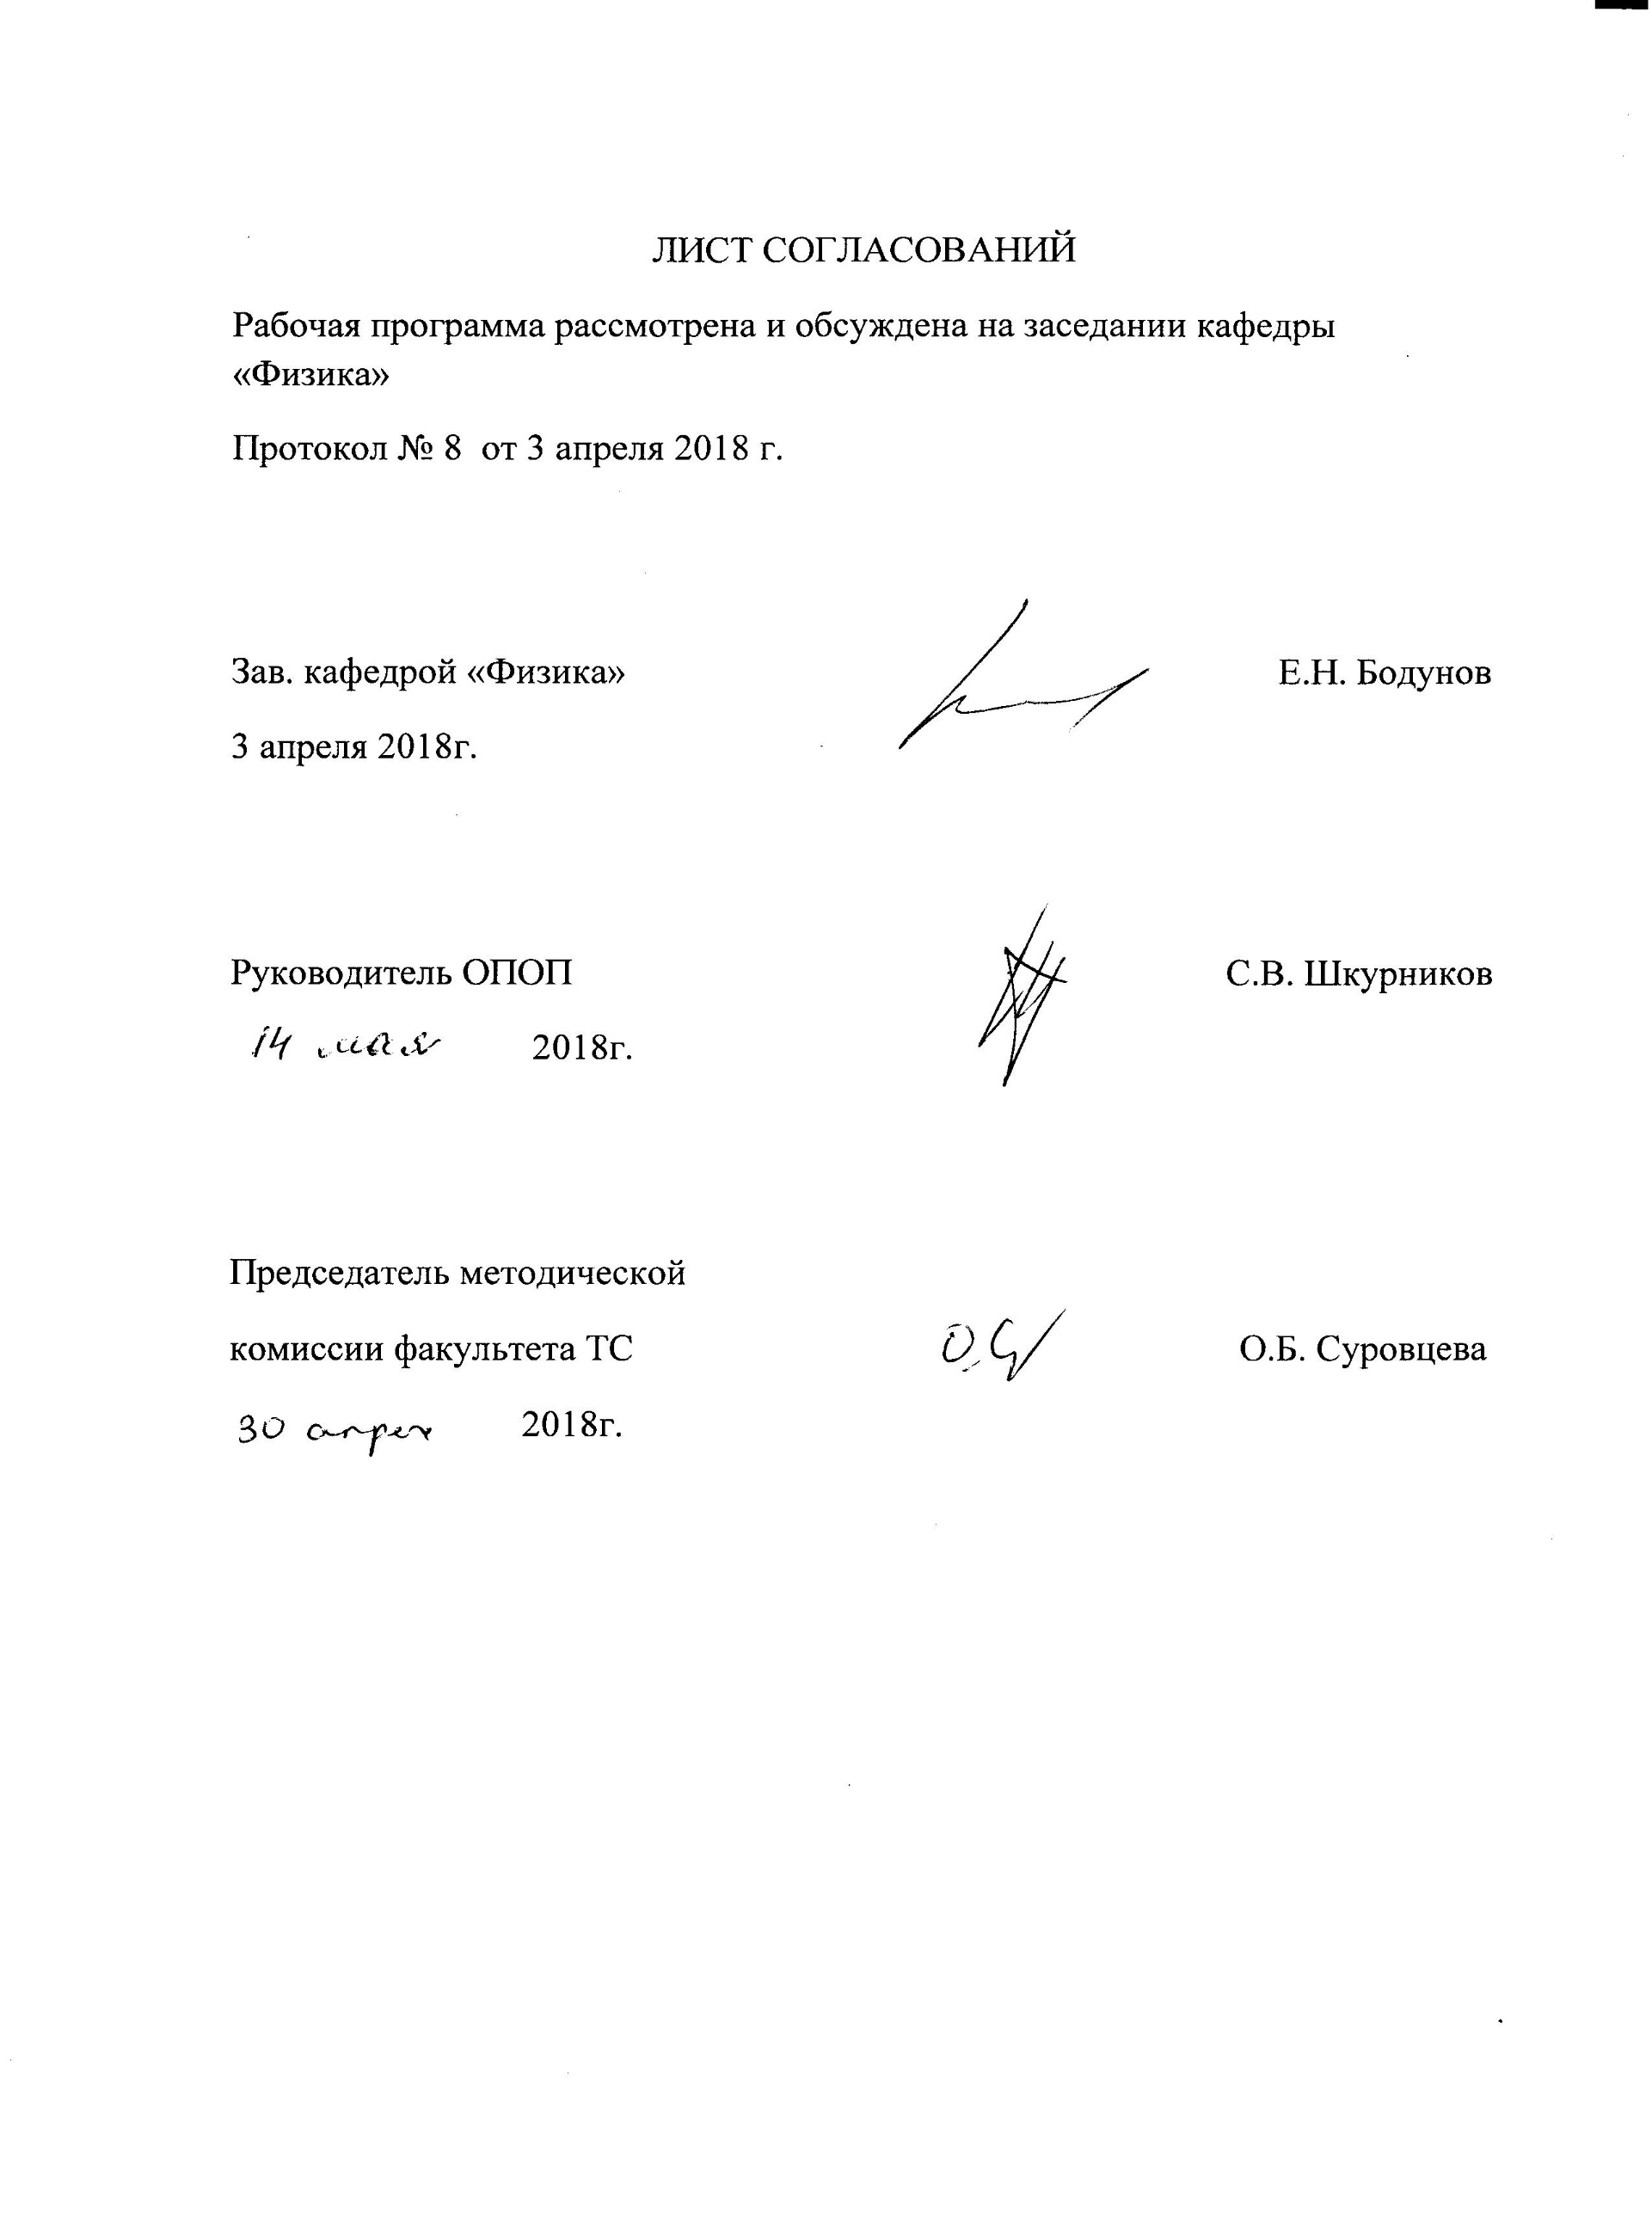 ЛИСТ СОГЛАСОВАНИЙ
Рабочая программа рассмотрена и обсуждена на заседании кафедры
«Физика»
Протокол № 8 от 3 апреля 2018 г.
Зав. кафедрой «Физика» Е.Н. Бодунов
3 апреля 2018г.
Руководитель ОПОП С.В. Шкурников
14 мая 2018г.
Председатель методической
комиссии факультета ТС О.Б. Суровцева
30 апреля 2018г.